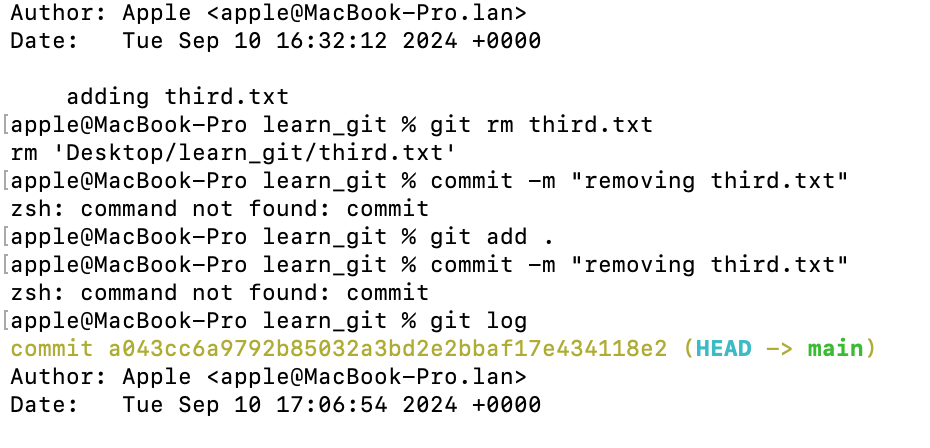 Author: Apple <apple@MacBook-Pro.lan>
Date:   Tue Sep 10 16:32:12 2024 +0000
    adding third.txt
[apple@MacBook-Pro learn_git % git rm third.txt
rm 'Desktop/learn_git/third.txt'
[apple@MacBook-Pro learn_git % commit -m "removing third.txt"
zsh: command not found: commit
[apple@MacBook-Pro learn_git % git add .
[apple@MacBook-Pro learn_git % commit -m "removing third.txt"
zsh: command not found: commit
[apple@MacBook-Pro learn_git % git log
commit a043cc6a9792b85032a3bd2e2bbaf17e434118e2 (HEAD -> main)
Author: Apple <apple@MacBook-Pro.lan>
Date:   Tue Sep 10 17:06:54 2024 +0000